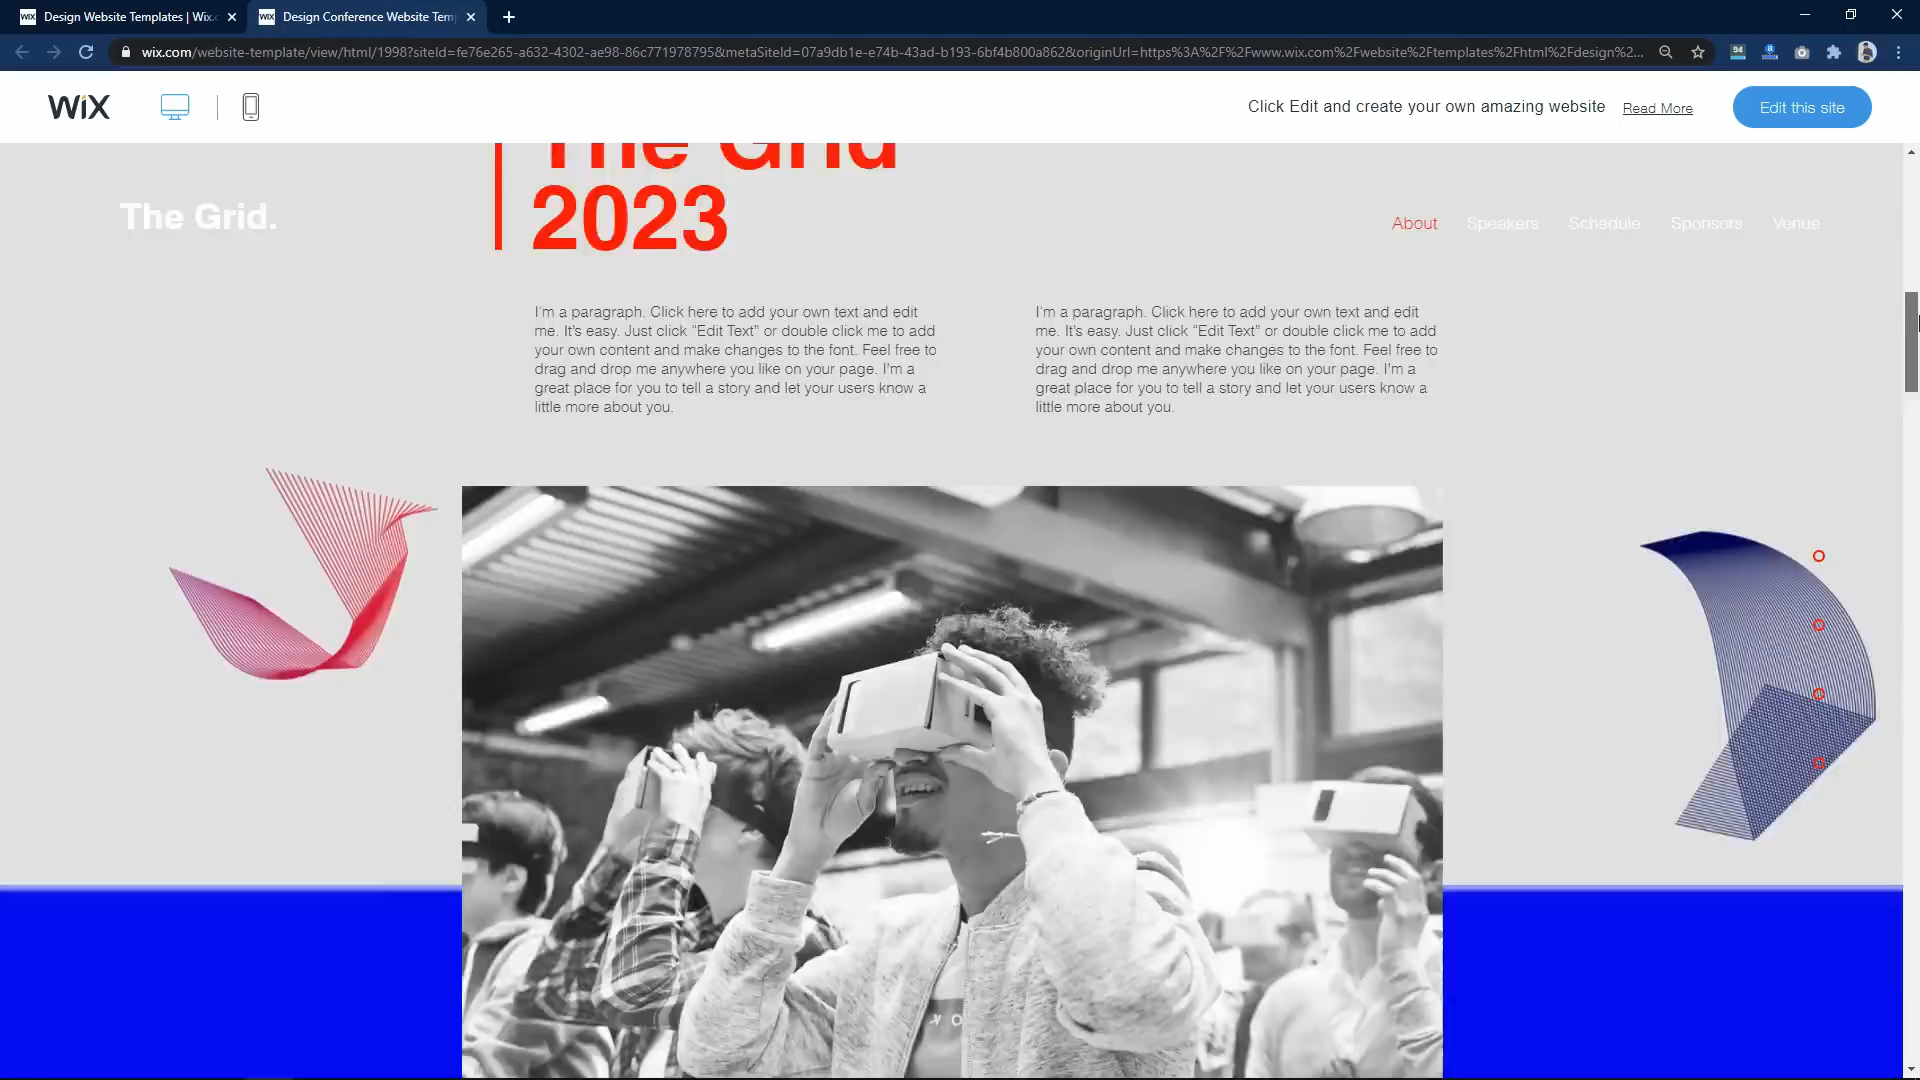 WiX Design Website Templates | Wix.c
WiX Design Conference Website Temp
wix.com/website-template/view/html/1998?siteId=fe76e265-a632-4302-ae98-86c771978795&metaSiteId=07a9db1e-e74b-43ad-b193-6bf4b800a862&originUrl=https%3A%2F%2Fwww.wix.com%2Fwebsite%2Ftemplates%2Fhtml%2Fdesign%2...
94
WiX
Click Edit and create your own amazing website
Read More
Edit this site
The Grid
2023
The Grid.
About
Speakers
Schedule
Sponsors
Venue
I'm a paragraph. Click here to add your own text and edit
me. It's easy. Just click “Edit Text” or double click me to add
your own content and make changes to the font. Feel free to
drag and drop me anywhere you like on your page. I'm a
great place for you to tell a story and let your users know a
little more about you.
I'm a paragraph. Click here to add your own text and edit
me. It's easy. Just click “Edit Text” or double click me to add
your own content and make changes to the font. Feel free to
drag and drop me anywhere you like on your page. I'm a
great place for you to tell a story and let your users know a
little more about you.